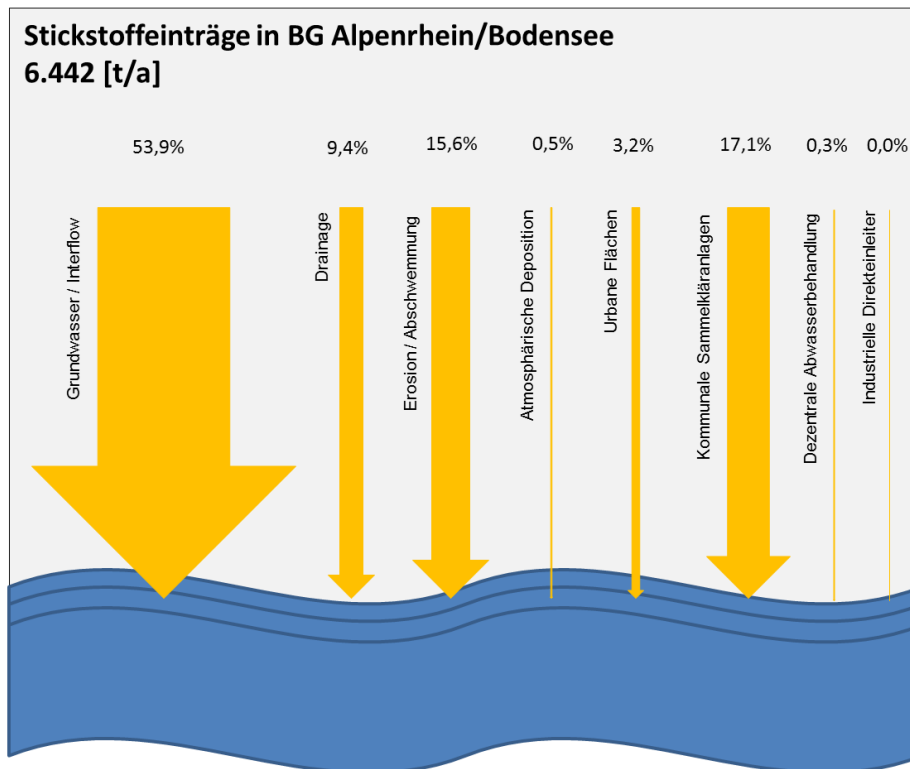 Stickstoffeinträge in BG Alpenrhein/Bodensee
6.442 [t/a]
53,9%
9,4%
15,6%
0,5%
3,2%
17,1%
0,3%
0,0%
Grundwasser / Interflow
Drainage
Erosion / Abschwemmung
Atmosphärische Deposition
Urbane Flächen
Kommunale Sammelkläranlagen
Dezentrale Abwasserbehandlung
Industrielle Direkteinleiter